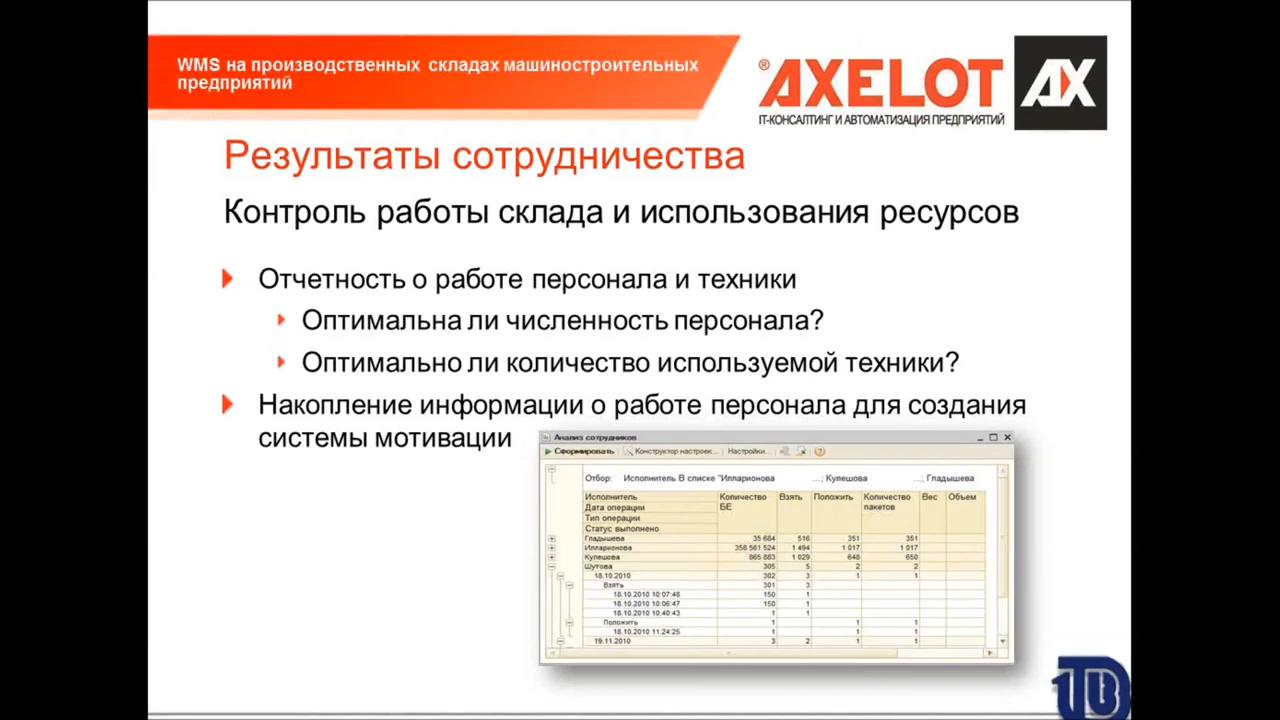 WMS на производственных складах машиностроительных
предприятий
® AXELOT AX
IT-КОНСАЛТИНГ И АВТОМАТИЗАЦИЯ ПРЕДПРИЯТИЙ
Результаты сотрудничества
Контроль работы склада и использования ресурсов
Отчетность о работе персонала и техники
Оптимальна ли численность персонала?
Оптимально ли количество используемой техники?
Накопление информации о работе персонала для создания
системы мотивации
Анализ сотрудников
Сформировать Конструктор настроек... Настройки...
Отбор: Исполнитель В списке "Илларионова ...; Кулешова ...; Гладышева
Исполнитель Количество Взять Положить Количество Вес Объем
Дата операции БЕ пакетов
Тип операции
Статус выполнено
Гладышева 35 684 516 351 351
Илларионова 358 561 524 1 494 1 017 1 017
Кулешова 865 883 1 029 648 650
Шутова 305 5 2 2
18.10.2010 302 3 1 1
Взять 301 3
18.10.2010 10:07:48 150 1
18.10.2010 10:06:47 150 1
18.10.2010 10:40:43 1 1
Положить 1 1 1
18.10.2010 11:24:25 1 1 1
19.11.2010 3 2 1 1